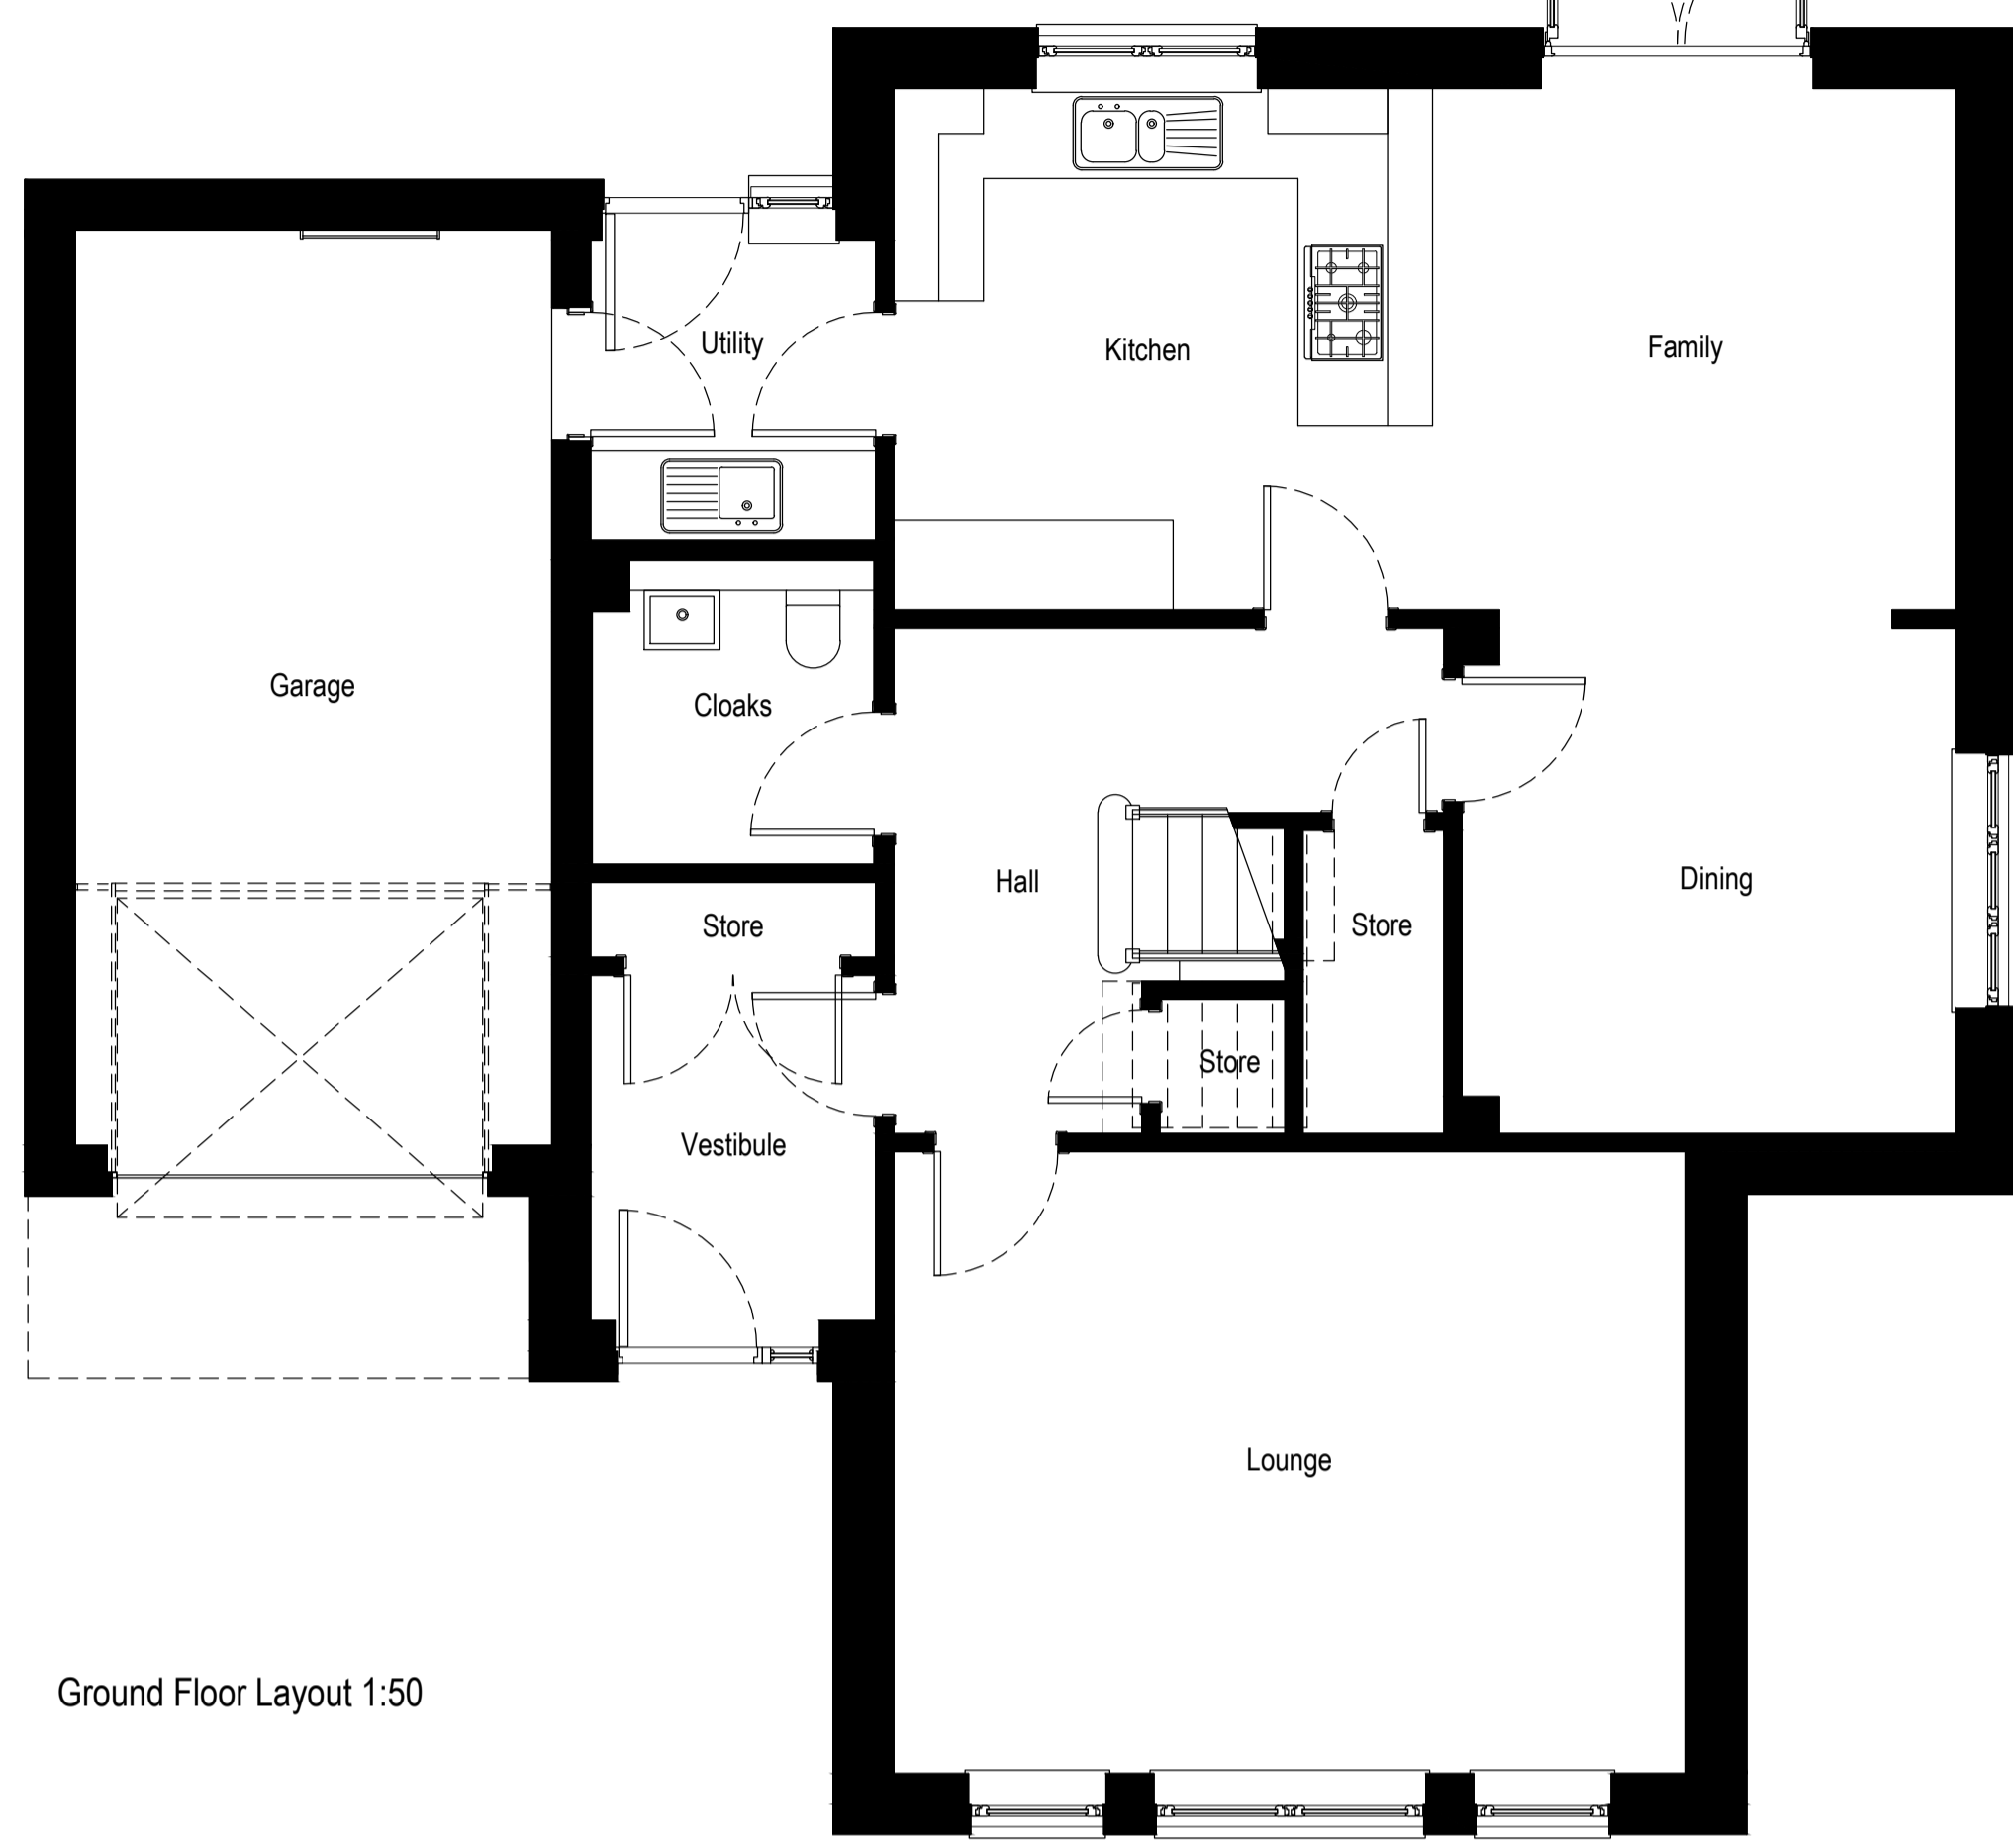 Utility
Kitchen
Family
Garage
Cloaks
Hall
Dining
Store
Store
Store
Vestibule
Lounge
Ground Floor Layout 1:50